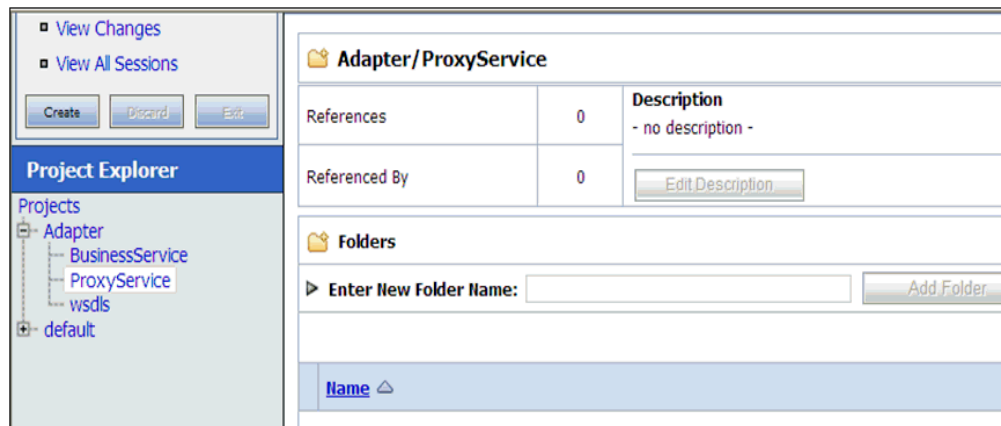 View Changes
View All Sessions
Create Discard Exit
Project Explorer
Projects
Adapter
BusinessService
ProxyService
wsdls
default
Adapter/ProxyService
References 0
Referenced By 0
Description
- no description -
Edit Description
Folders
Enter New Folder Name: Add Folder
Name